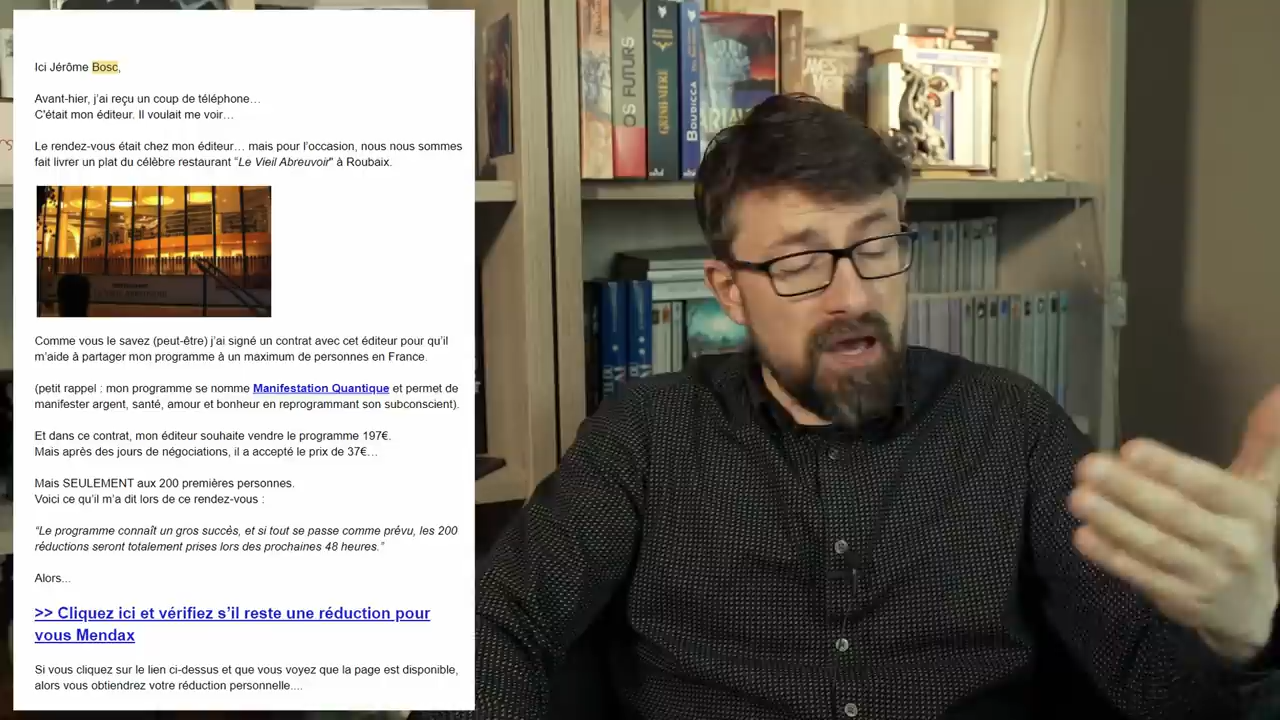 Ici Jérôme Bosc,
Avant-hier, j'ai reçu un coup de téléphone…
C'était mon éditeur. Il voulait me voir…
Le rendez-vous était chez mon éditeur… mais pour l'occasion, nous nous sommes
fait livrer un plat du célèbre restaurant "Le Vieil Abreuvoir" à Roubaix.
Comme vous le savez (peut-être) j'ai signé un contrat avec cet éditeur pour qu'il
m'aide à partager mon programme à un maximum de personnes en France.
(petit rappel : mon programme se nomme Manifestation Quantique et permet de
manifester argent, santé, amour et bonheur en reprogrammant son subconscient).
Et dans ce contrat, mon éditeur souhaite vendre le programme 197€.
Mais après des jours de négociations, il a accepté le prix de 37€…
Mais SEULEMENT aux 200 premières personnes.
Voici ce qu'il m'a dit lors de ce rendez-vous :
"Le programme connaît un gros succès, et si tout se passe comme prévu, les 200
réductions seront totalement prises lors des prochaines 48 heures."
Alors...
>> Cliquez ici et vérifiez s'il reste une réduction pour
vous Mendax
Si vous cliquez sur le lien ci-dessus et que vous voyez que la page est disponible,
alors vous obtiendrez votre réduction personnelle....
OS FUTURS
BOUDICCA